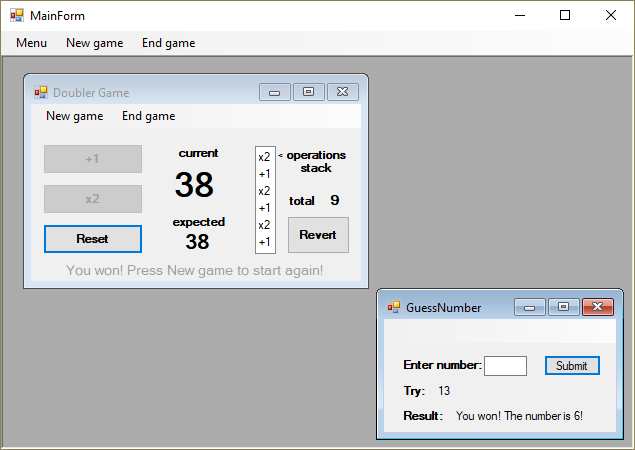 MainForm
Menu New game End game
Doubler Game
New game End game
+1
x2
Reset
current
38
expected
38
x2
+1
x2
+1
x2
+1
< operations
stack
total 9
Revert
You won! Press New game to start again!
GuessNumber
Enter number: Submit
Try: 13
Result: You won! The number is 6!